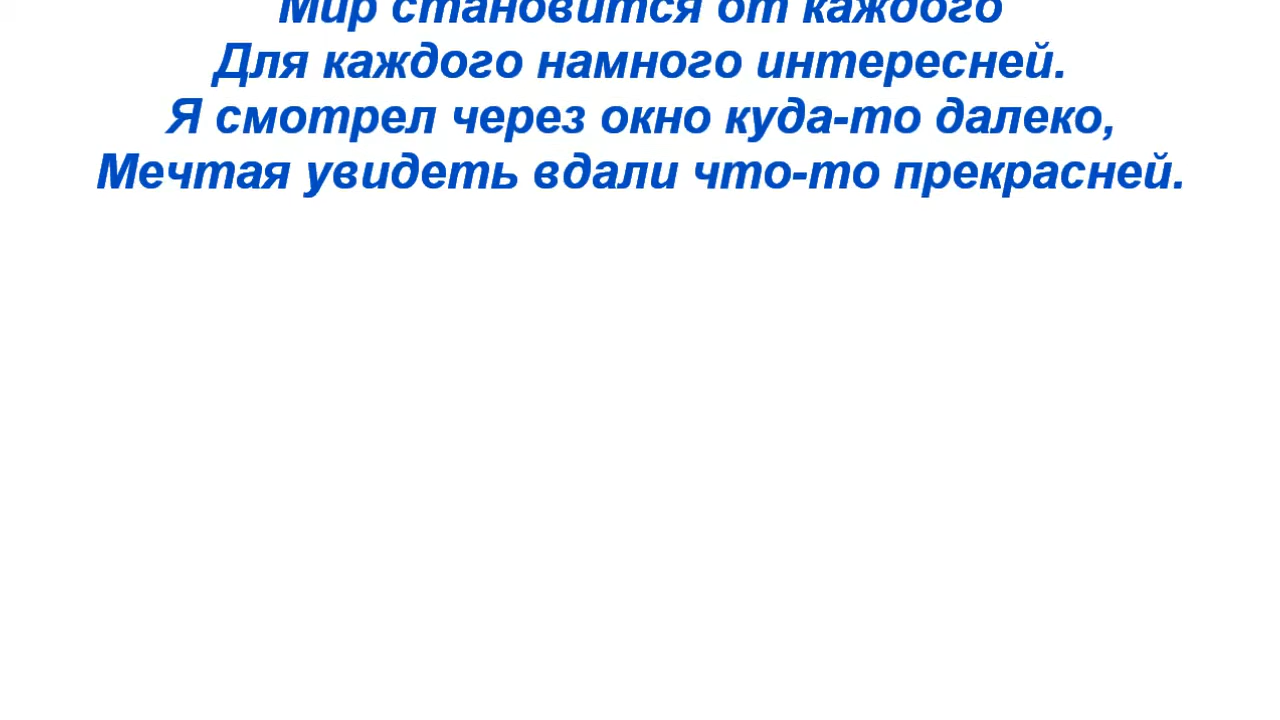 Мир становится от каждого
Для каждого намного интересней.
Я смотрел через окно куда-то далеко,
Мечтая увидеть вдали что-то прекрасней.